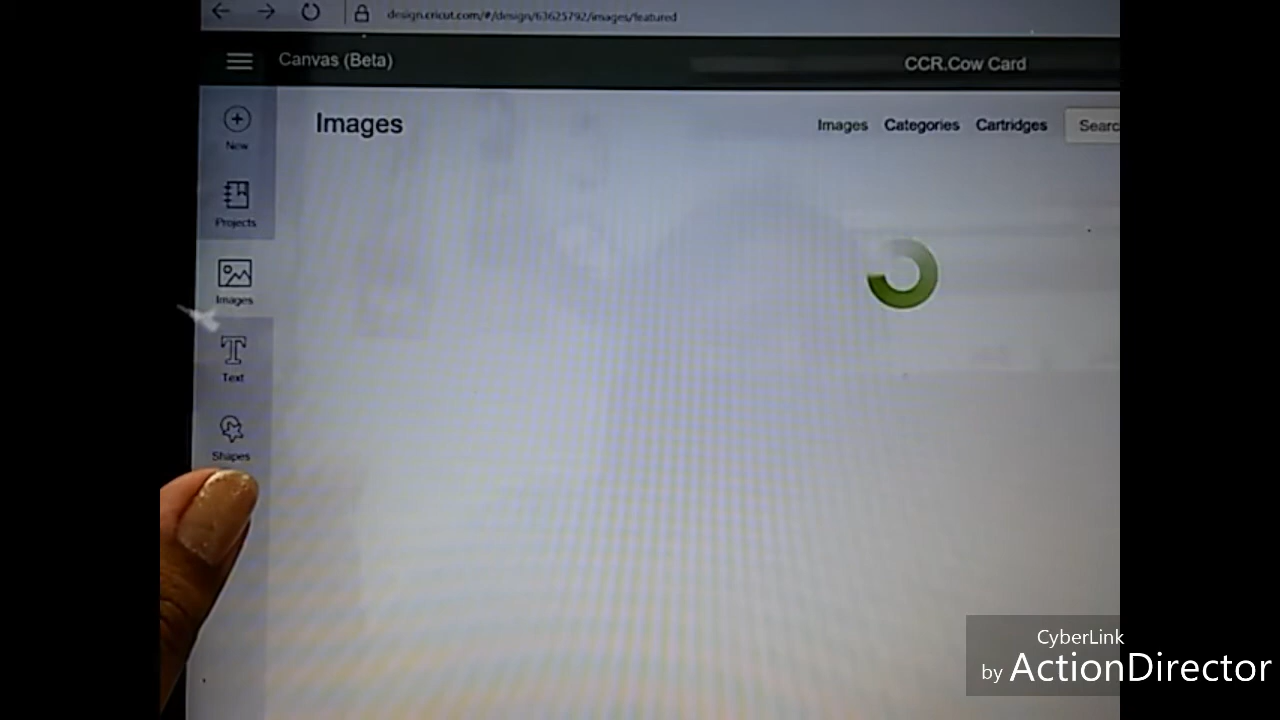 design.cricut.com/#/design/63625792/images/featured
Canvas (Beta)
CCR.Cow Card
New
Images
Images
Categories
Cartridges
Searc
Projects
Images
Text
Shapes
CyberLink
by ActionDirector